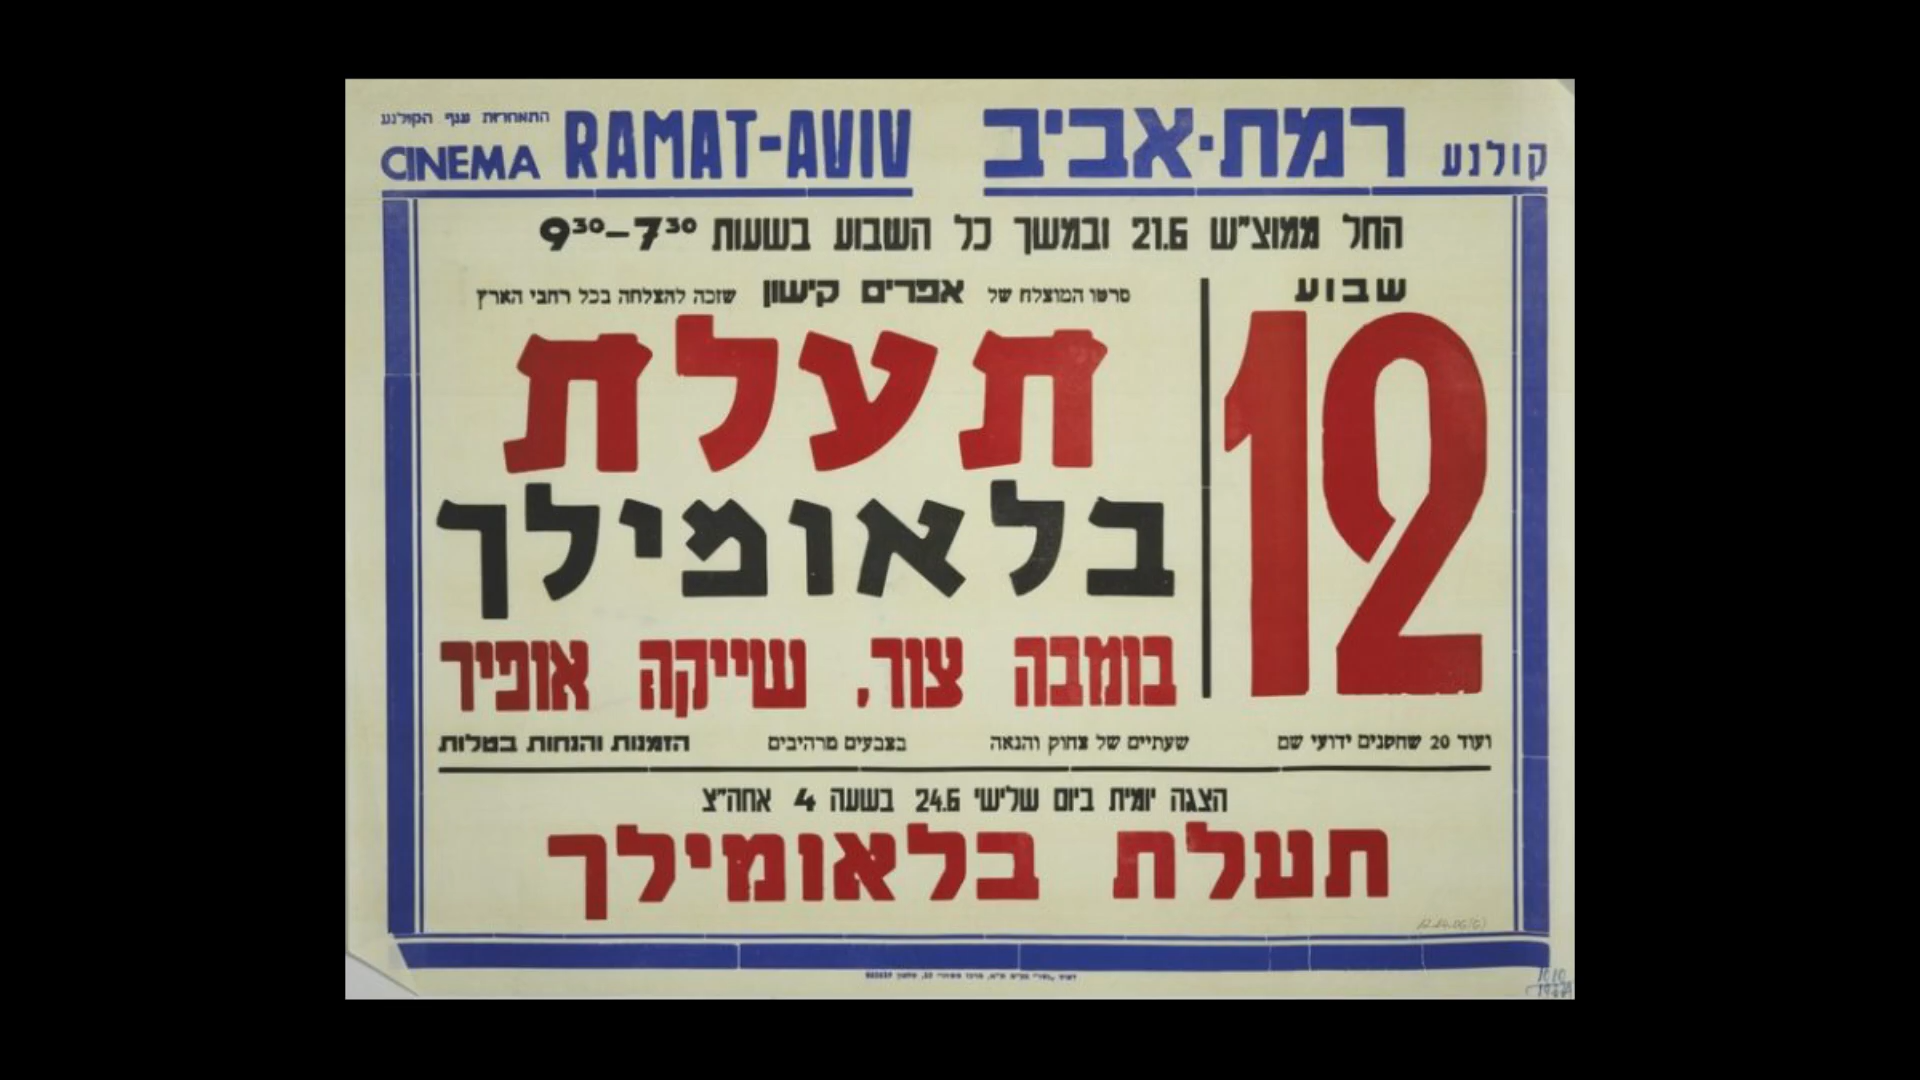 קולנע רמת-אביב RAMAT-AVIV CINEMA
התאחדות ענף הקולנע
החל ממוצ"ש 21.6 ובמשך כל השבוע בשעות 7³⁰–9³⁰
שבוע
12
סרטו המוצלח של אפרים קישון שזכה להצלחה בכל רחבי הארץ
תעלת
בלאומילך
בומבה צור, שייקה אופיר
ועוד 20 שחקנים ידועי שם שעתיים של צחוק והנאה בצבעים מרהיבים הזמנות והנחות בטלות
הצגה יומית ביום שלישי 24.6 בשעה 4 אחה"צ
תעלת בלאומילך